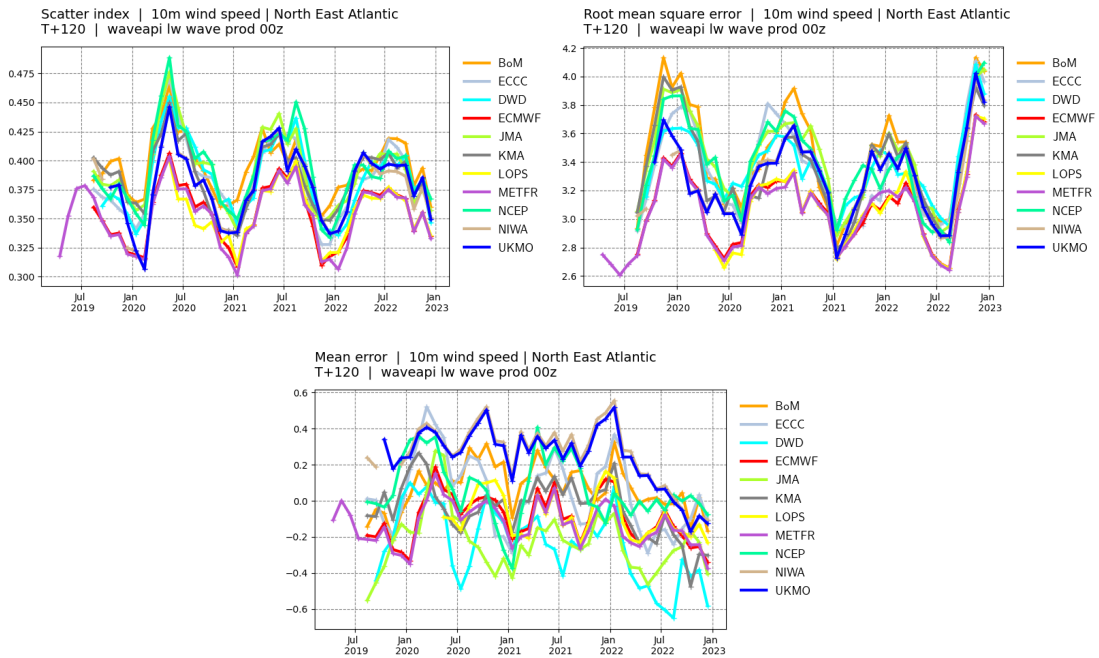 Scatter index | 10m wind speed | North East Atlantic
T+120 | waveapi lw wave prod 00z
0.475
0.450
0.425
0.400
0.375
0.350
0.325
0.300
Jul 2019
Jan 2020
Jul 2020
Jan 2021
Jul 2021
Jan 2022
Jul 2022
Jan 2023
BoM
ECCC
DWD
ECMWF
JMA
KMA
LOPS
METFR
NCEP
NIWA
UKMO
Root mean square error | 10m wind speed | North East Atlantic
T+120 | waveapi lw wave prod 00z
4.2
4.0
3.8
3.6
3.4
3.2
3.0
2.8
2.6
Jul 2019
Jan 2020
Jul 2020
Jan 2021
Jul 2021
Jan 2022
Jul 2022
Jan 2023
BoM
ECCC
DWD
ECMWF
JMA
KMA
LOPS
METFR
NCEP
NIWA
UKMO
Mean error | 10m wind speed | North East Atlantic
T+120 | waveapi lw wave prod 00z
0.6
0.4
0.2
0.0
−0.2
−0.4
−0.6
Jul 2019
Jan 2020
Jul 2020
Jan 2021
Jul 2021
Jan 2022
Jul 2022
Jan 2023
BoM
ECCC
DWD
ECMWF
JMA
KMA
LOPS
METFR
NCEP
NIWA
UKMO